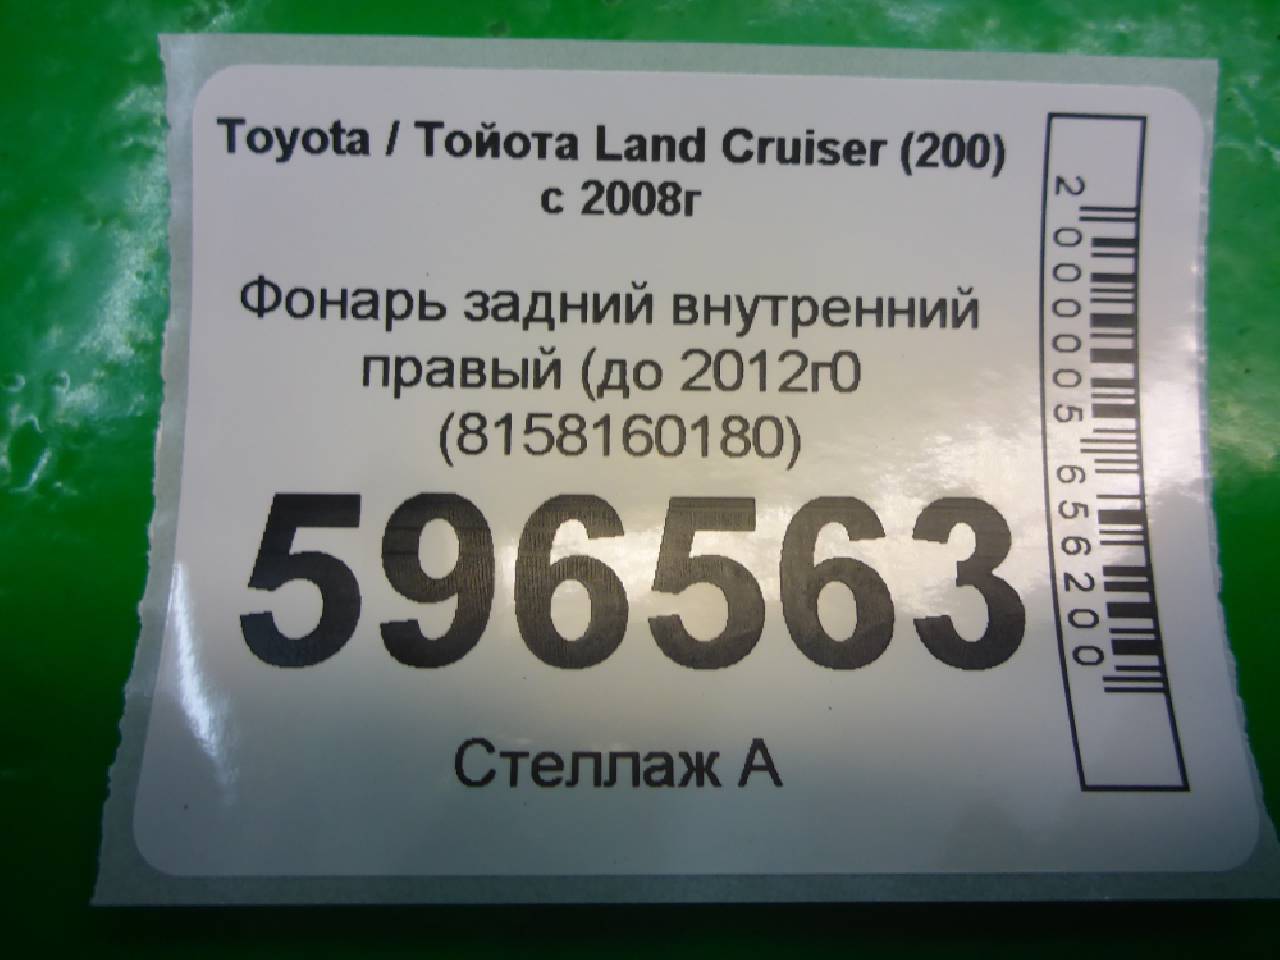 Toyota / Тойота Land Cruiser (200)
с 2008г
Фонарь задний внутренний
правый (до 2012г0
(8158160180)
596563
Стеллаж А
2000005656200